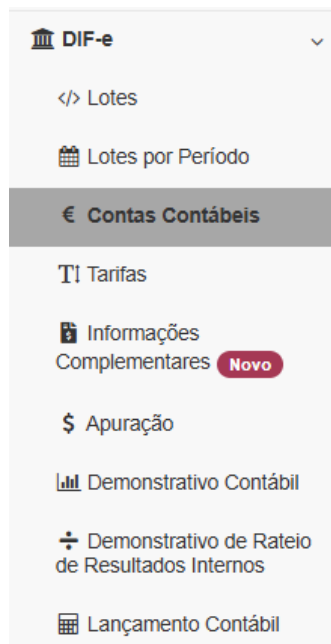 DIF-e
Lotes
Lotes por Período
Contas Contábeis
Tarifas
Informações
Complementares Novo
Apuração
Demonstrativo Contábil
Demonstrativo de Rateio
de Resultados Internos
Lançamento Contábil